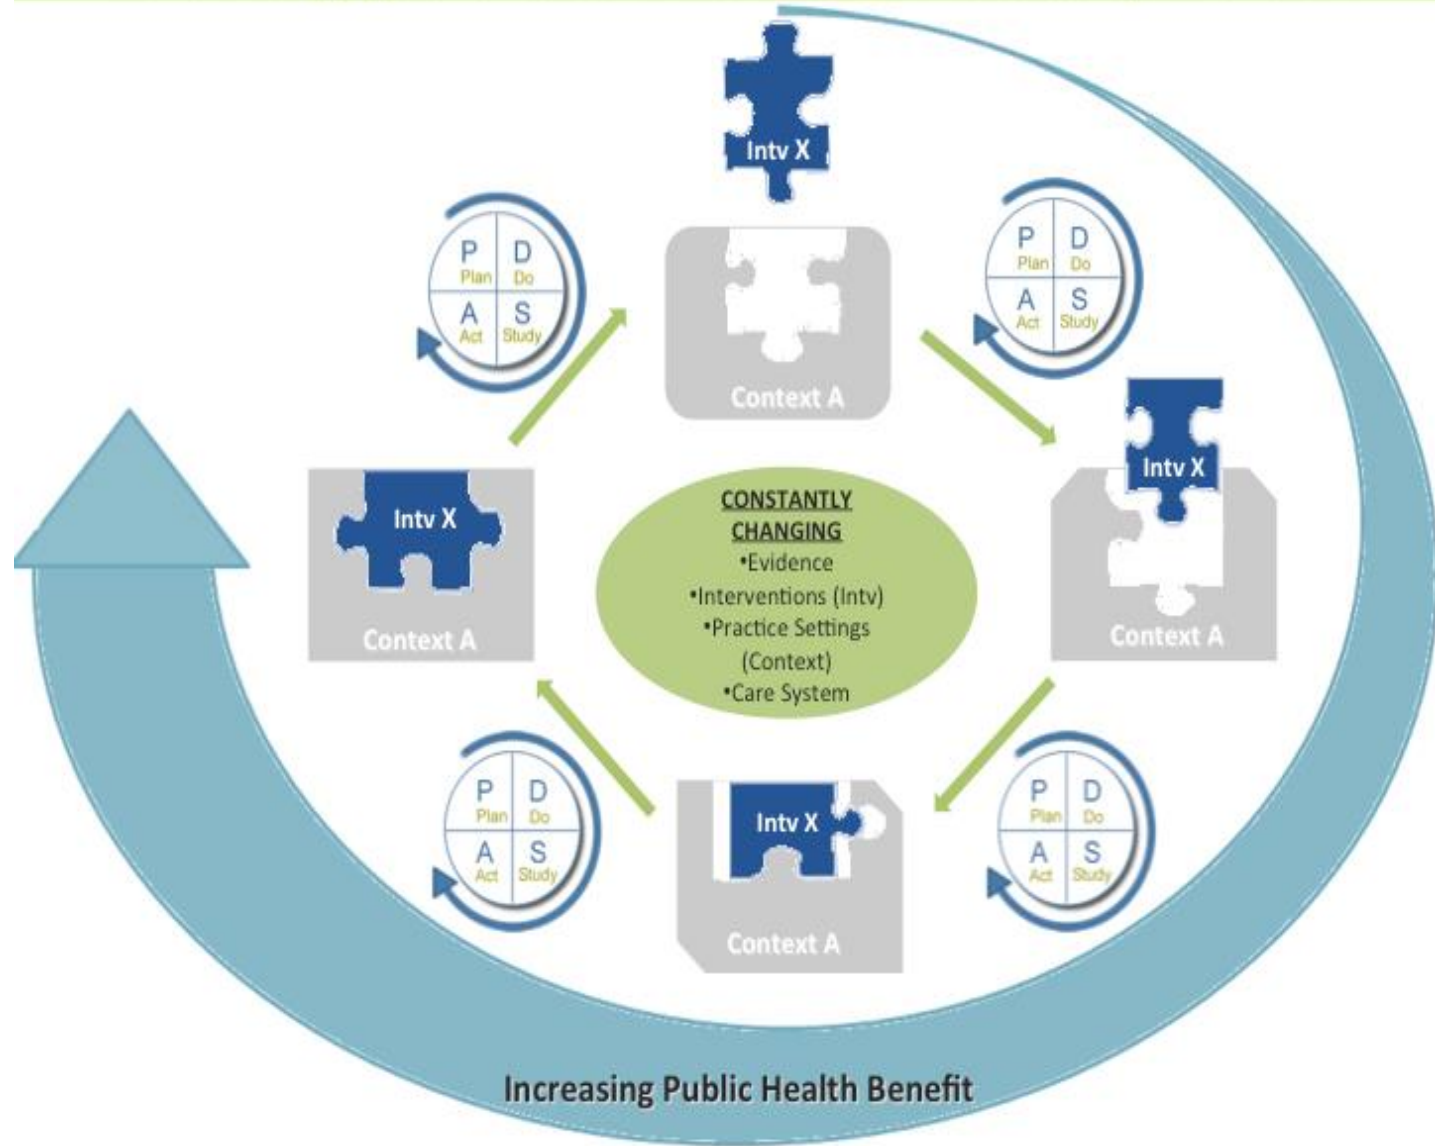 Intv X
P D
Plan Do
A S
Act Study
P D
Plan Do
A S
Act Study
Context A
Intv X
Context A
Intv X
Context A
CONSTANTLY
CHANGING
•Evidence
•Interventions (Intv)
•Practice Settings
(Context)
•Care System
P D
Plan Do
A S
Act Study
Intv X
Context A
P D
Plan Do
A S
Act Study
Increasing Public Health Benefit